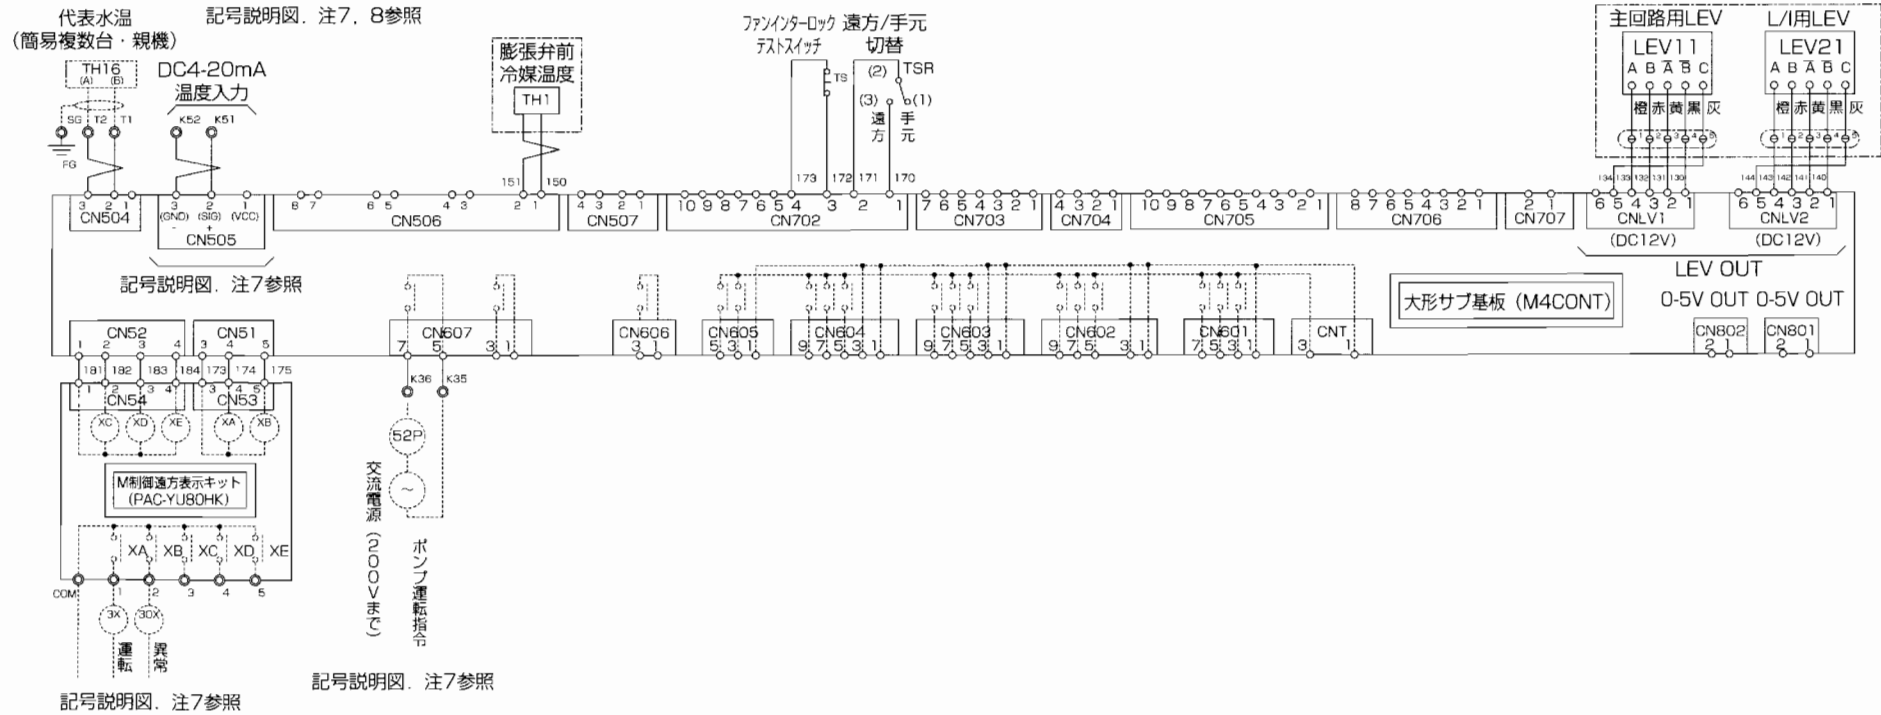 代表水温
(簡易複数台・親機)
記号説明図. 注7, 8参照
TH16
(A) (B)
DC4-20mA
温度入力
SG T2 T1
K52 K51
FG
膨張弁前
冷媒温度
TH1
151 150
ファンインターロック
テストスイッチ
TS
遠方/手元
切替
(2) TSR
(3) (1)
遠方
手元
173 172 171 170
主回路用LEV
LEV11
A B A̅ B̅ C
橙 赤 黄 黒 灰
1 2 3 4 5
134 133 132 131 130
L/I用LEV
LEV21
A B A̅ B̅ C
橙 赤 黄 黒 灰
1 2 3 4 5
144 143 142 141 140
3 2 1
CN504
3 2 1
(GND) (SIG) (VCC)
- +
CN505
8 7 6 5 4 3 2 1
CN506
4 3 2 1
CN507
10 9 8 7 6 5 4 3 2 1
CN702
7 6 5 4 3 2 1
CN703
4 3 2 1
CN704
10 9 8 7 6 5 4 3 2 1
CN705
8 7 6 5 4 3 2 1
CN706
2 1
CN707
6 5 4 3 2 1
CNLV1
(DC12V)
6 5 4 3 2 1
CNLV2
(DC12V)
記号説明図. 注7参照
LEV OUT
0-5V OUT 0-5V OUT
大形サブ基板 (M4CONT)
CN52
1 2 3 4
CN51
3 4 5
CN607
7 5 3 1
CN606
3 1
CN605
5 3 1
CN604
9 7 5 3 1
CN603
9 7 5 3 1
CN602
9 7 5 3 1
CN601
7 5 3 1
CNT
3 1
CN802
2 1
CN801
2 1
181 182 183 184 173 174 175
1 2 3 4
CN54
3 4 5
CN53
XC XD XE XA XB
M制御遠方表示キット
(PAC-YU80HK)
XA XB XC XD XE
COM 1 2 3 4 5
3X 30X
運転
異常
記号説明図. 注7参照
K36 K35
52P
~
交流電源(200Vまで)
ポンプ運転指令
記号説明図. 注7参照